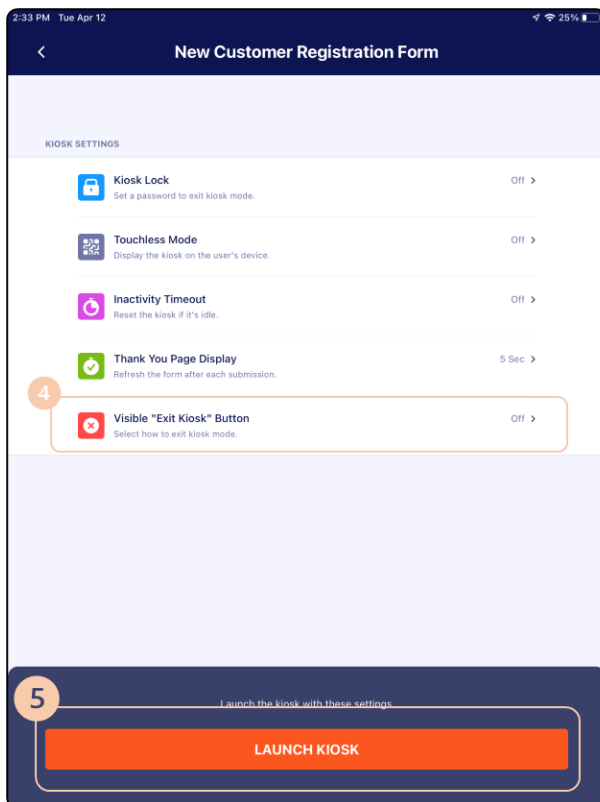 2:33 PM Tue Apr 12 25%
New Customer Registration Form
KIOSK SETTINGS
Kiosk Lock Off
Set a password to exit kiosk mode.
Touchless Mode Off
Display the kiosk on the user's device.
Inactivity Timeout Off
Reset the kiosk if it's idle.
Thank You Page Display 5 Sec
Refresh the form after each submission.
4
Visible "Exit Kiosk" Button Off
Select how to exit kiosk mode.
5
Launch the kiosk with these settings
LAUNCH KIOSK